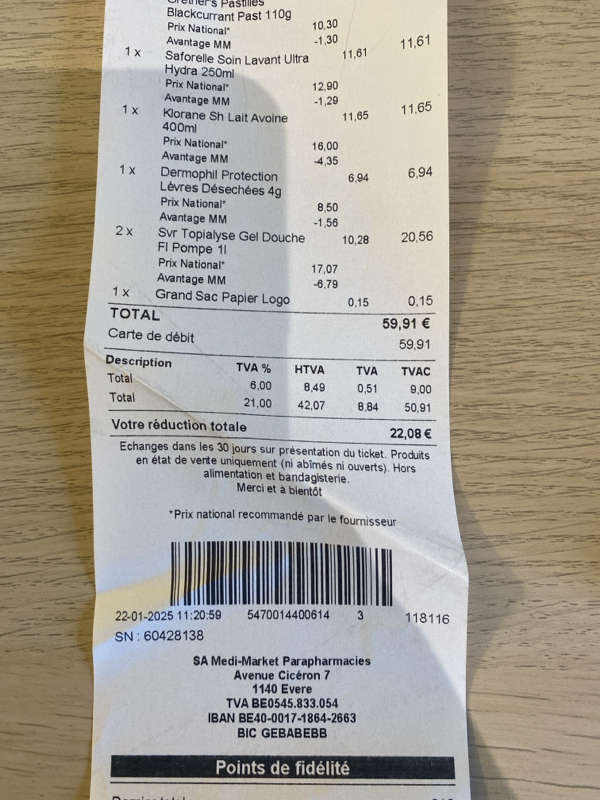 Grether's Pastilles
Blackcurrant Past 110g
Prix National* 10,30
Avantage MM -1,30
1 x Saforelle Soin Lavant Ultra 11,61 11,61
Hydra 250ml
Prix National* 12,90
Avantage MM -1,29
1 x Klorane Sh Lait Avoine 11,65 11,65
400ml
Prix National* 16,00
Avantage MM -4,35
1 x Dermophil Protection 6,94 6,94
Lèvres Désechées 4g
Prix National* 8,50
Avantage MM -1,56
2 x Svr Topialyse Gel Douche 10,28 20,56
Fl Pompe 1l
Prix National* 17,07
Avantage MM -6,79
1 x Grand Sac Papier Logo 0,15 0,15
TOTAL 59,91 €
Carte de débit 59,91
Description TVA % HTVA TVA TVAC
Total 6,00 8,49 0,51 9,00
Total 21,00 42,07 8,84 50,91
Votre réduction totale 22,08 €
Echanges dans les 30 jours sur présentation du ticket. Produits
en état de vente uniquement (ni abîmés ni ouverts). Hors
alimentation et bandagisterie.
Merci et à bientôt
*Prix national recommandé par le fournisseur
22-01-2025 11:20:59 5470014400614 3 118116
SN : 60428138
SA Medi-Market Parapharmacies
Avenue Cicéron 7
1140 Evere
TVA BE0545.833.054
IBAN BE40-0017-1864-2663
BIC GEBABEBB
Points de fidélité